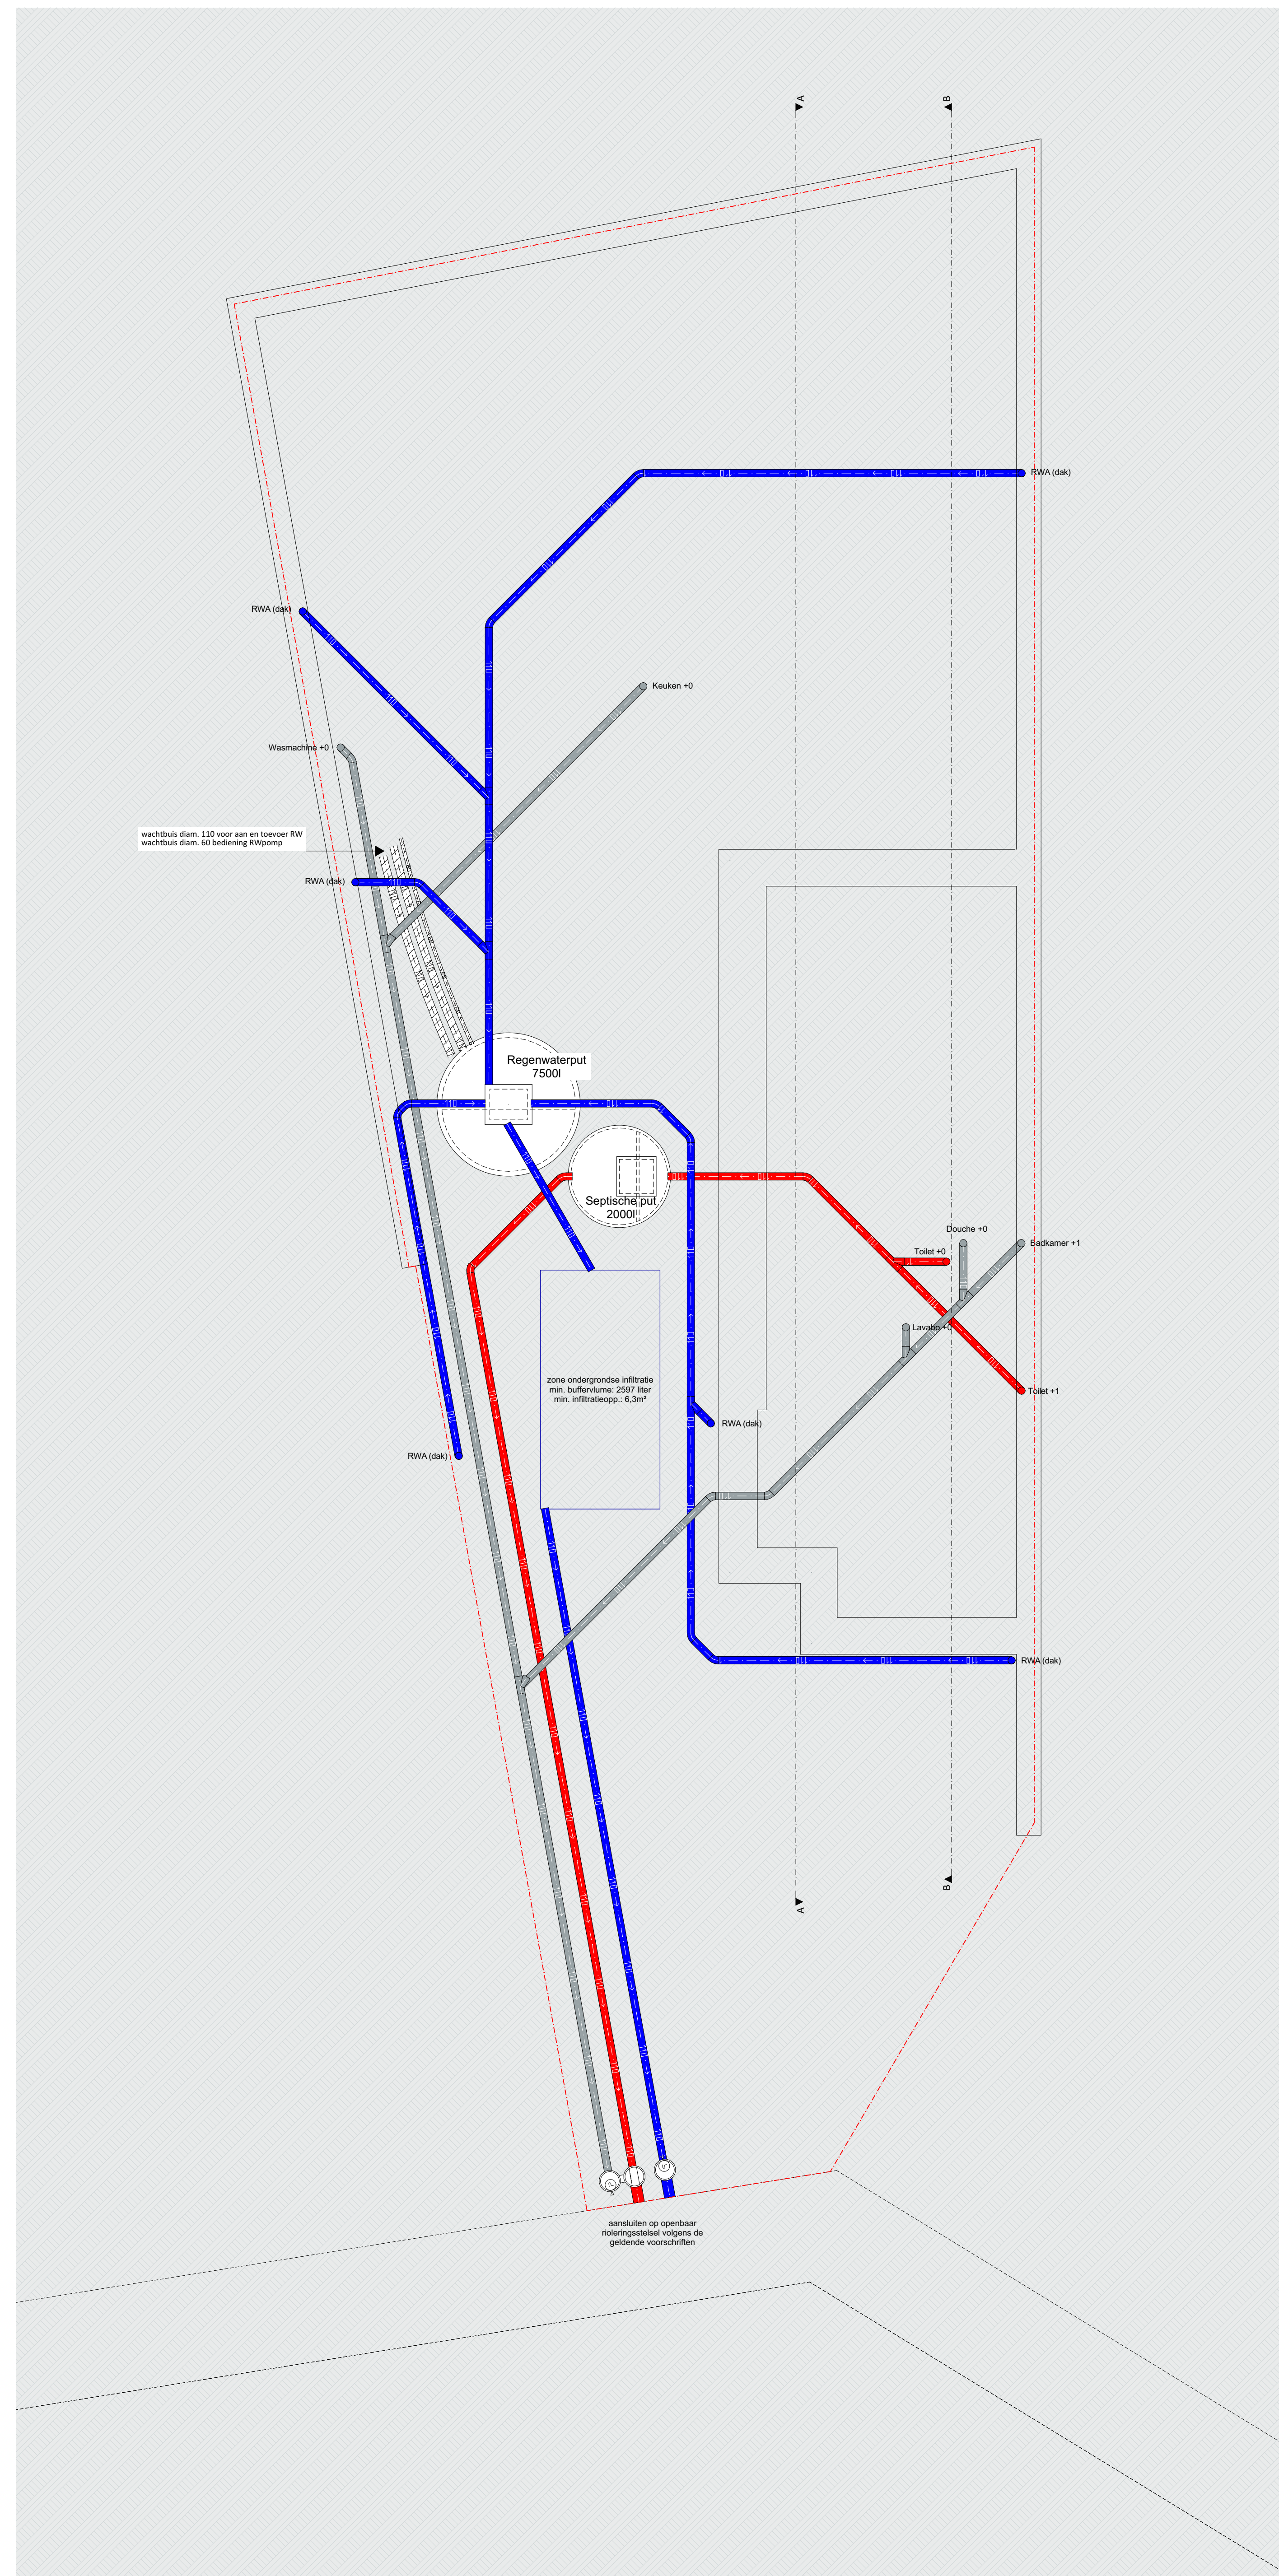 A
B
RWA (dak)
RWA (dak)
Keuken +0
Wasmachine +0
wachtbuis diam. 110 voor aan en toevoer RW
wachtbuis diam. 60 bediening RWpomp
RWA (dak)
Regenwaterput
7500l
110
Septische put
2000l
Douche +0
Badkamer +1
Toilet +0
Lavabo +0
zone ondergrondse infiltratie
min. buffervlume: 2597 liter
min. infiltratieopp.: 6,3m²
Toilet +1
RWA (dak)
RWA (dak)
RWA (dak)
B
A
aansluiten op openbaar
rioleringsstelsel volgens de
geldende voorschriften